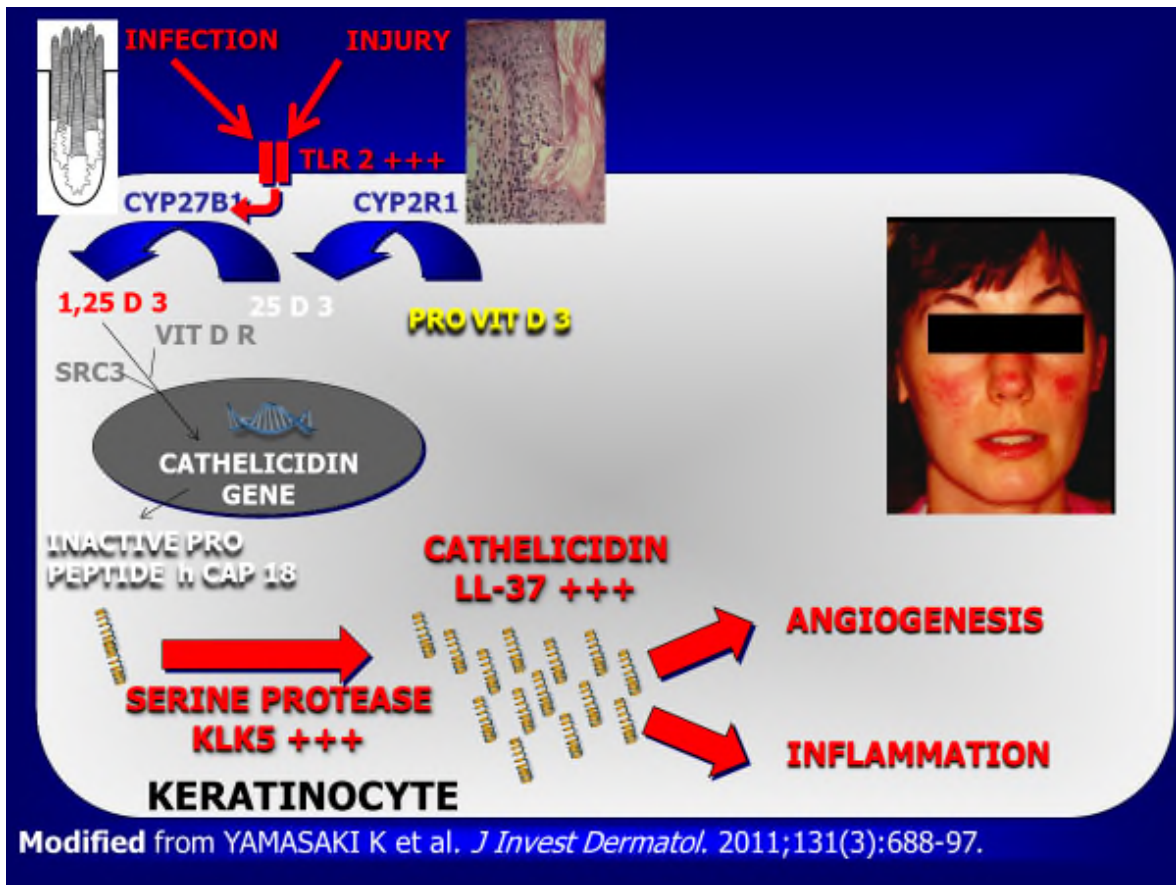 INFECTION
INJURY
TLR 2 +++
CYP27B1
CYP2R1
1,25 D 3
25 D 3
PRO VIT D 3
VIT D R
SRC3
CATHELICIDIN
GENE
INACTIVE PRO
PEPTIDE h CAP 18
CATHELICIDIN
LL-37 +++
ANGIOGENESIS
SERINE PROTEASE
KLK5 +++
INFLAMMATION
KERATINOCYTE
Modified from YAMASAKI K et al. J Invest Dermatol. 2011;131(3):688-97.